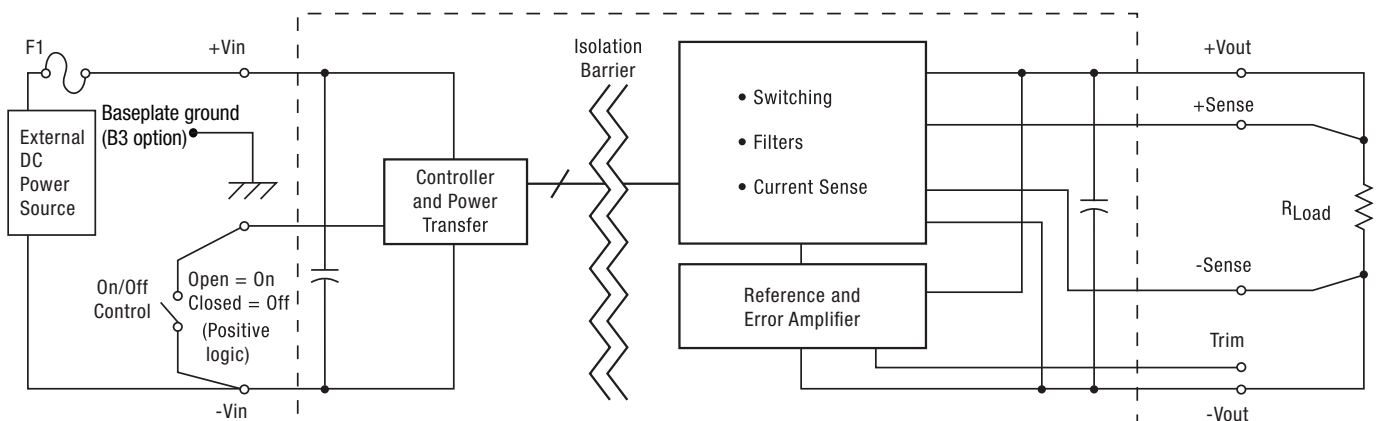 F1
+Vin
External
DC
Power
Source
Baseplate ground
(B3 option)
On/Off
Control
Open = On
Closed = Off
(Positive
logic)
-Vin
Controller
and Power
Transfer
Isolation
Barrier
• Switching
• Filters
• Current Sense
Reference and
Error Amplifier
+Vout
+Sense
RLoad
-Sense
Trim
-Vout